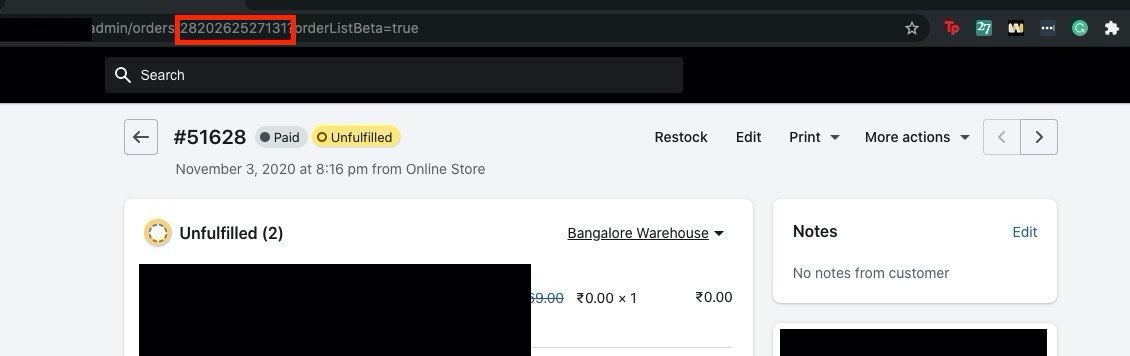 admin/orders/2820262527131?orderListBeta=true
Tp 27 W G
Search
#51628 Paid Unfulfilled Restock Edit Print More actions
November 3, 2020 at 8:16 pm from Online Store
Unfulfilled (2) Bangalore Warehouse
Notes Edit
69.00 ₹0.00 × 1 ₹0.00
No notes from customer